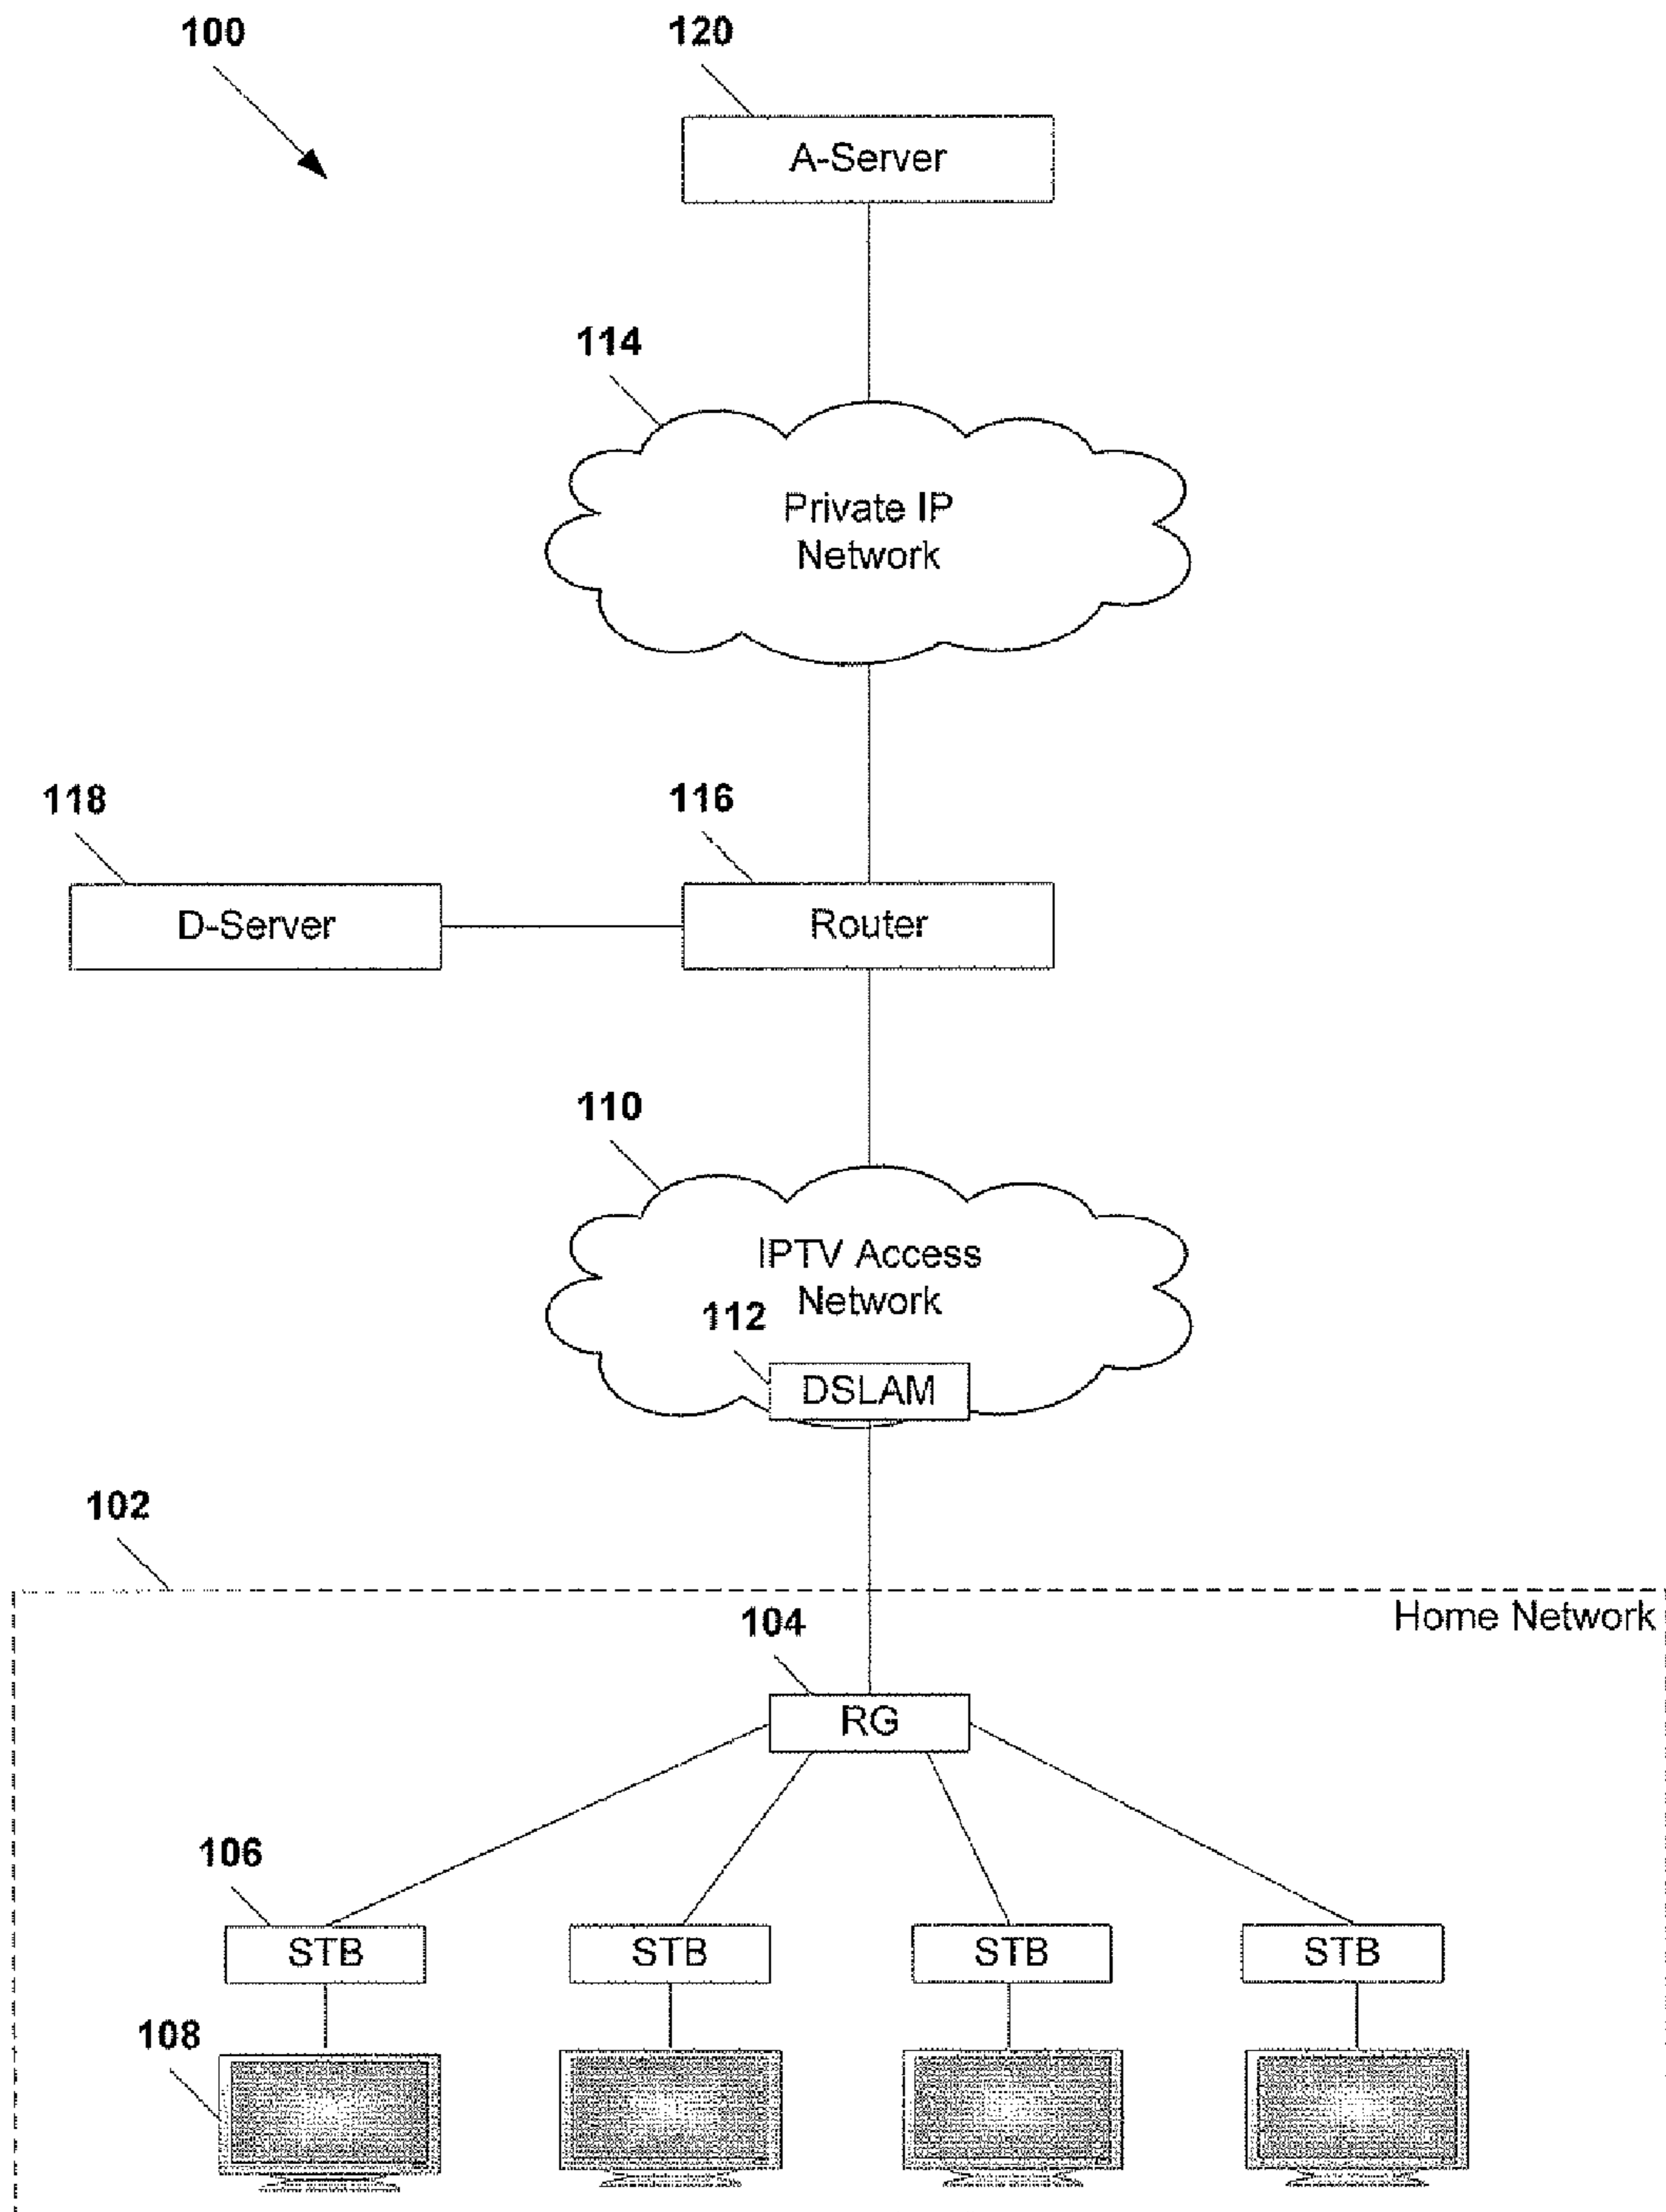 100
120
A-Server
114
Private IP
Network
118
116
D-Server
Router
110
IPTV Access
Network
112
DSLAM
102
Home Network
104
RG
106
STB
STB
STB
STB
108